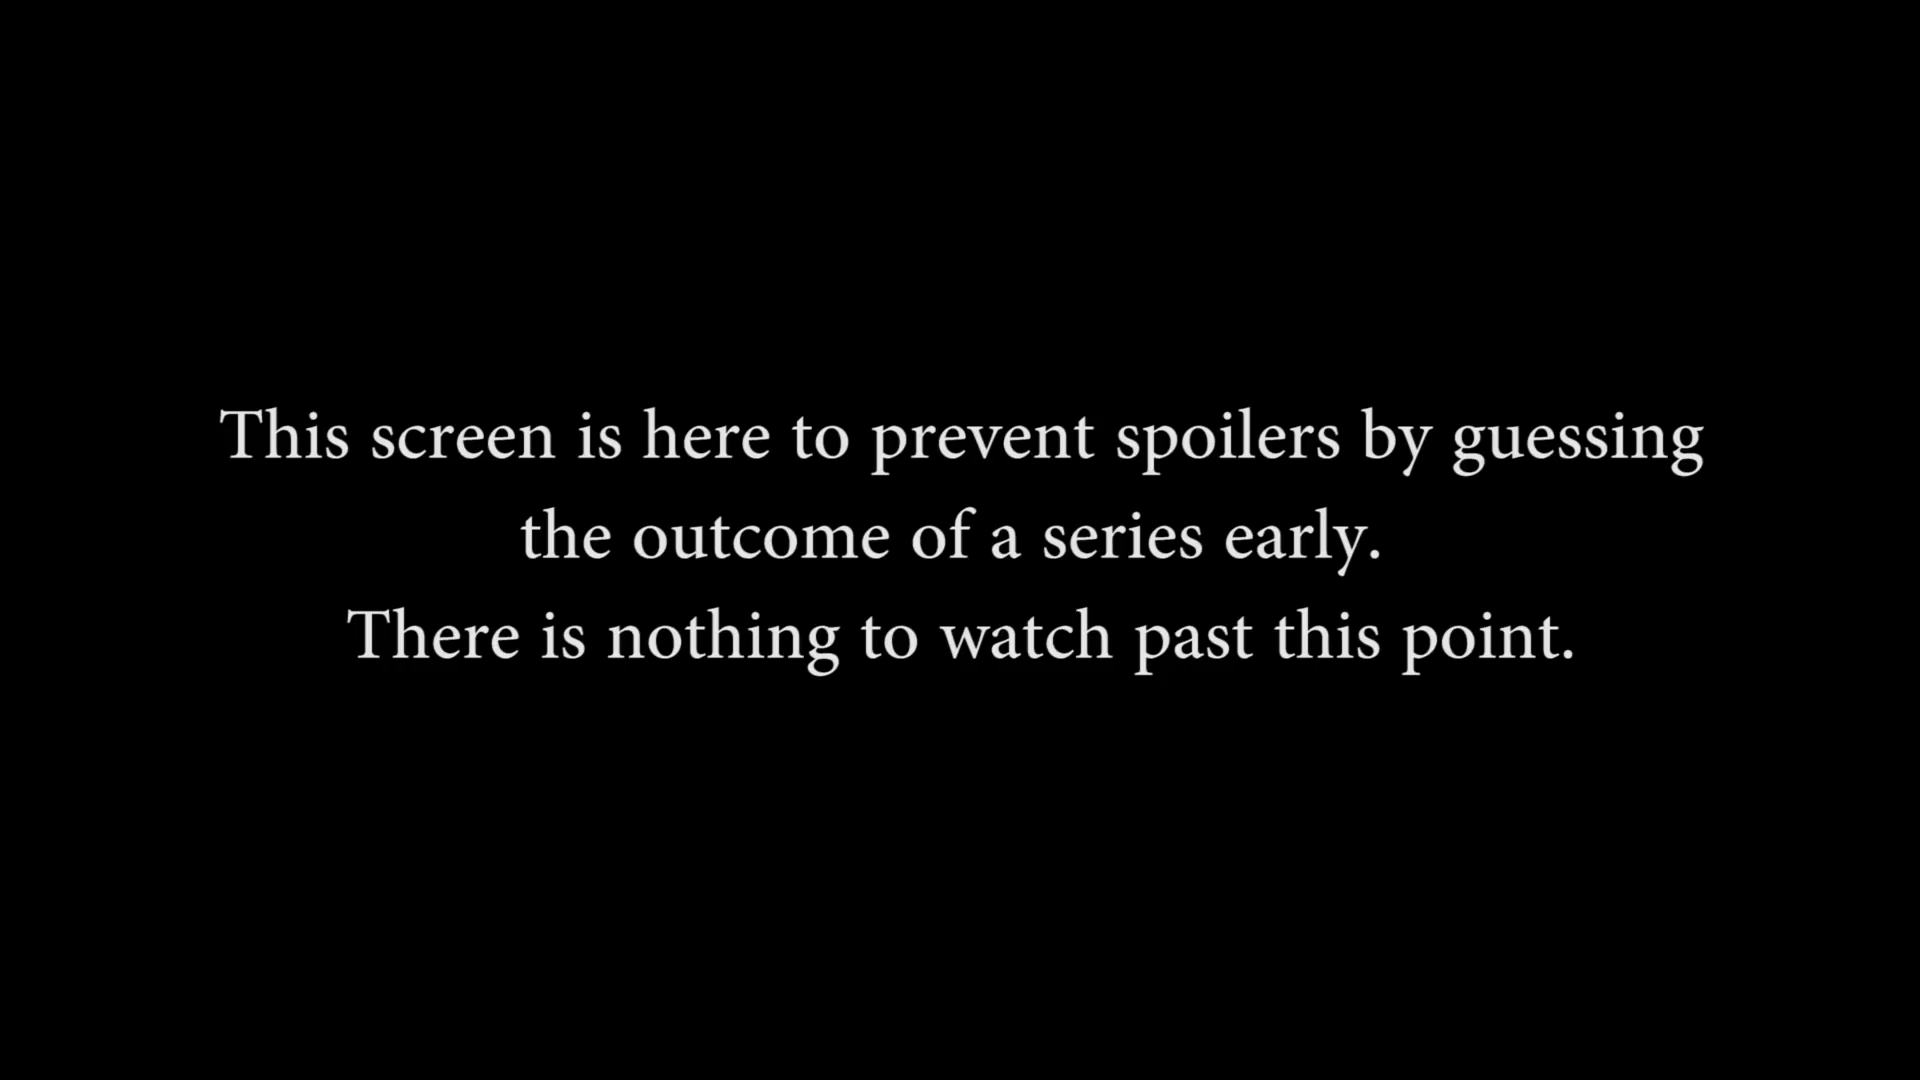 This screen is here to prevent spoilers by guessing
the outcome of a series early.
There is nothing to watch past this point.